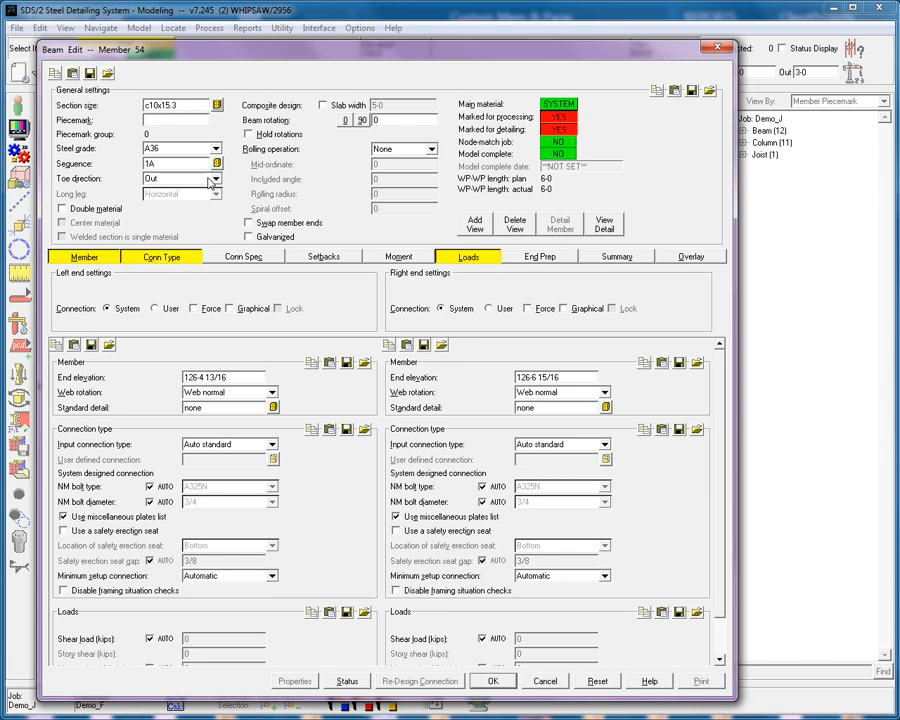 SDS/2 Steel Detailing System - Modeling -- v7.245 (2) WHIPSAW/2956
File Edit View Navigate Model Locate Process Reports Utility Interface Options Help
Select It
0 Status Display
Out 3-0
View By: Member Piecemark
Job: Demo_J
Beam (12)
Column (11)
Joist (1)
Find
Beam Edit -- Member 54
General settings
Section size: c10x15.3
Piecemark:
Piecemark group: 0
Steel grade: A36
Sequence: 1A
Toe direction: Out
Long leg: Horizontal
Double material
Center material
Welded section is single material
Composite design: Slab width 5-0
Beam rotation: 0 90 0
Hold rotations
Rolling operation: None
Mid-ordinate: 0
Included angle: 0
Rolling radius: 0
Spiral offset: 0
Swap member ends
Galvanized
Main material: SYSTEM
Marked for processing: YES
Marked for detailing: YES
Node-match job: NO
Model complete: NO
Model complete date: **NOT SET**
WP-WP length: plan 6-0
WP-WP length: actual 6-0
Add View Delete View Detail Member View Detail
Member Conn Type Conn Spec Setbacks Moment Loads End Prep Summary Overlay
Left end settings
Connection: System User Force Graphical Lock
Right end settings
Connection: System User Force Graphical Lock
Member
End elevation: 126-4 13/16
Web rotation: Web normal
Standard detail: none
Connection type
Input connection type: Auto standard
User defined connection:
System designed connection
NM bolt type: AUTO A325N
NM bolt diameter: AUTO 3/4
Use miscellaneous plates list
Use a safety erection seat
Location of safety erection seat: Bottom
Safety erection seat gap: AUTO 3/8
Minimum setup connection: Automatic
Disable framing situation checks
Loads
Shear load (kips): AUTO 0
Story shear (kips): 0
Member
End elevation: 126-6 15/16
Web rotation: Web normal
Standard detail: none
Connection type
Input connection type: Auto standard
User defined connection:
System designed connection
NM bolt type: AUTO A325N
NM bolt diameter: AUTO 3/4
Use miscellaneous plates list
Use a safety erection seat
Location of safety erection seat: Bottom
Safety erection seat gap: AUTO 3/8
Minimum setup connection: Automatic
Disable framing situation checks
Loads
Shear load (kips): AUTO 0
Story shear (kips): 0
Properties Status Re-Design Connection OK Cancel Reset Help Print
Job: Demo_J
Demo_F